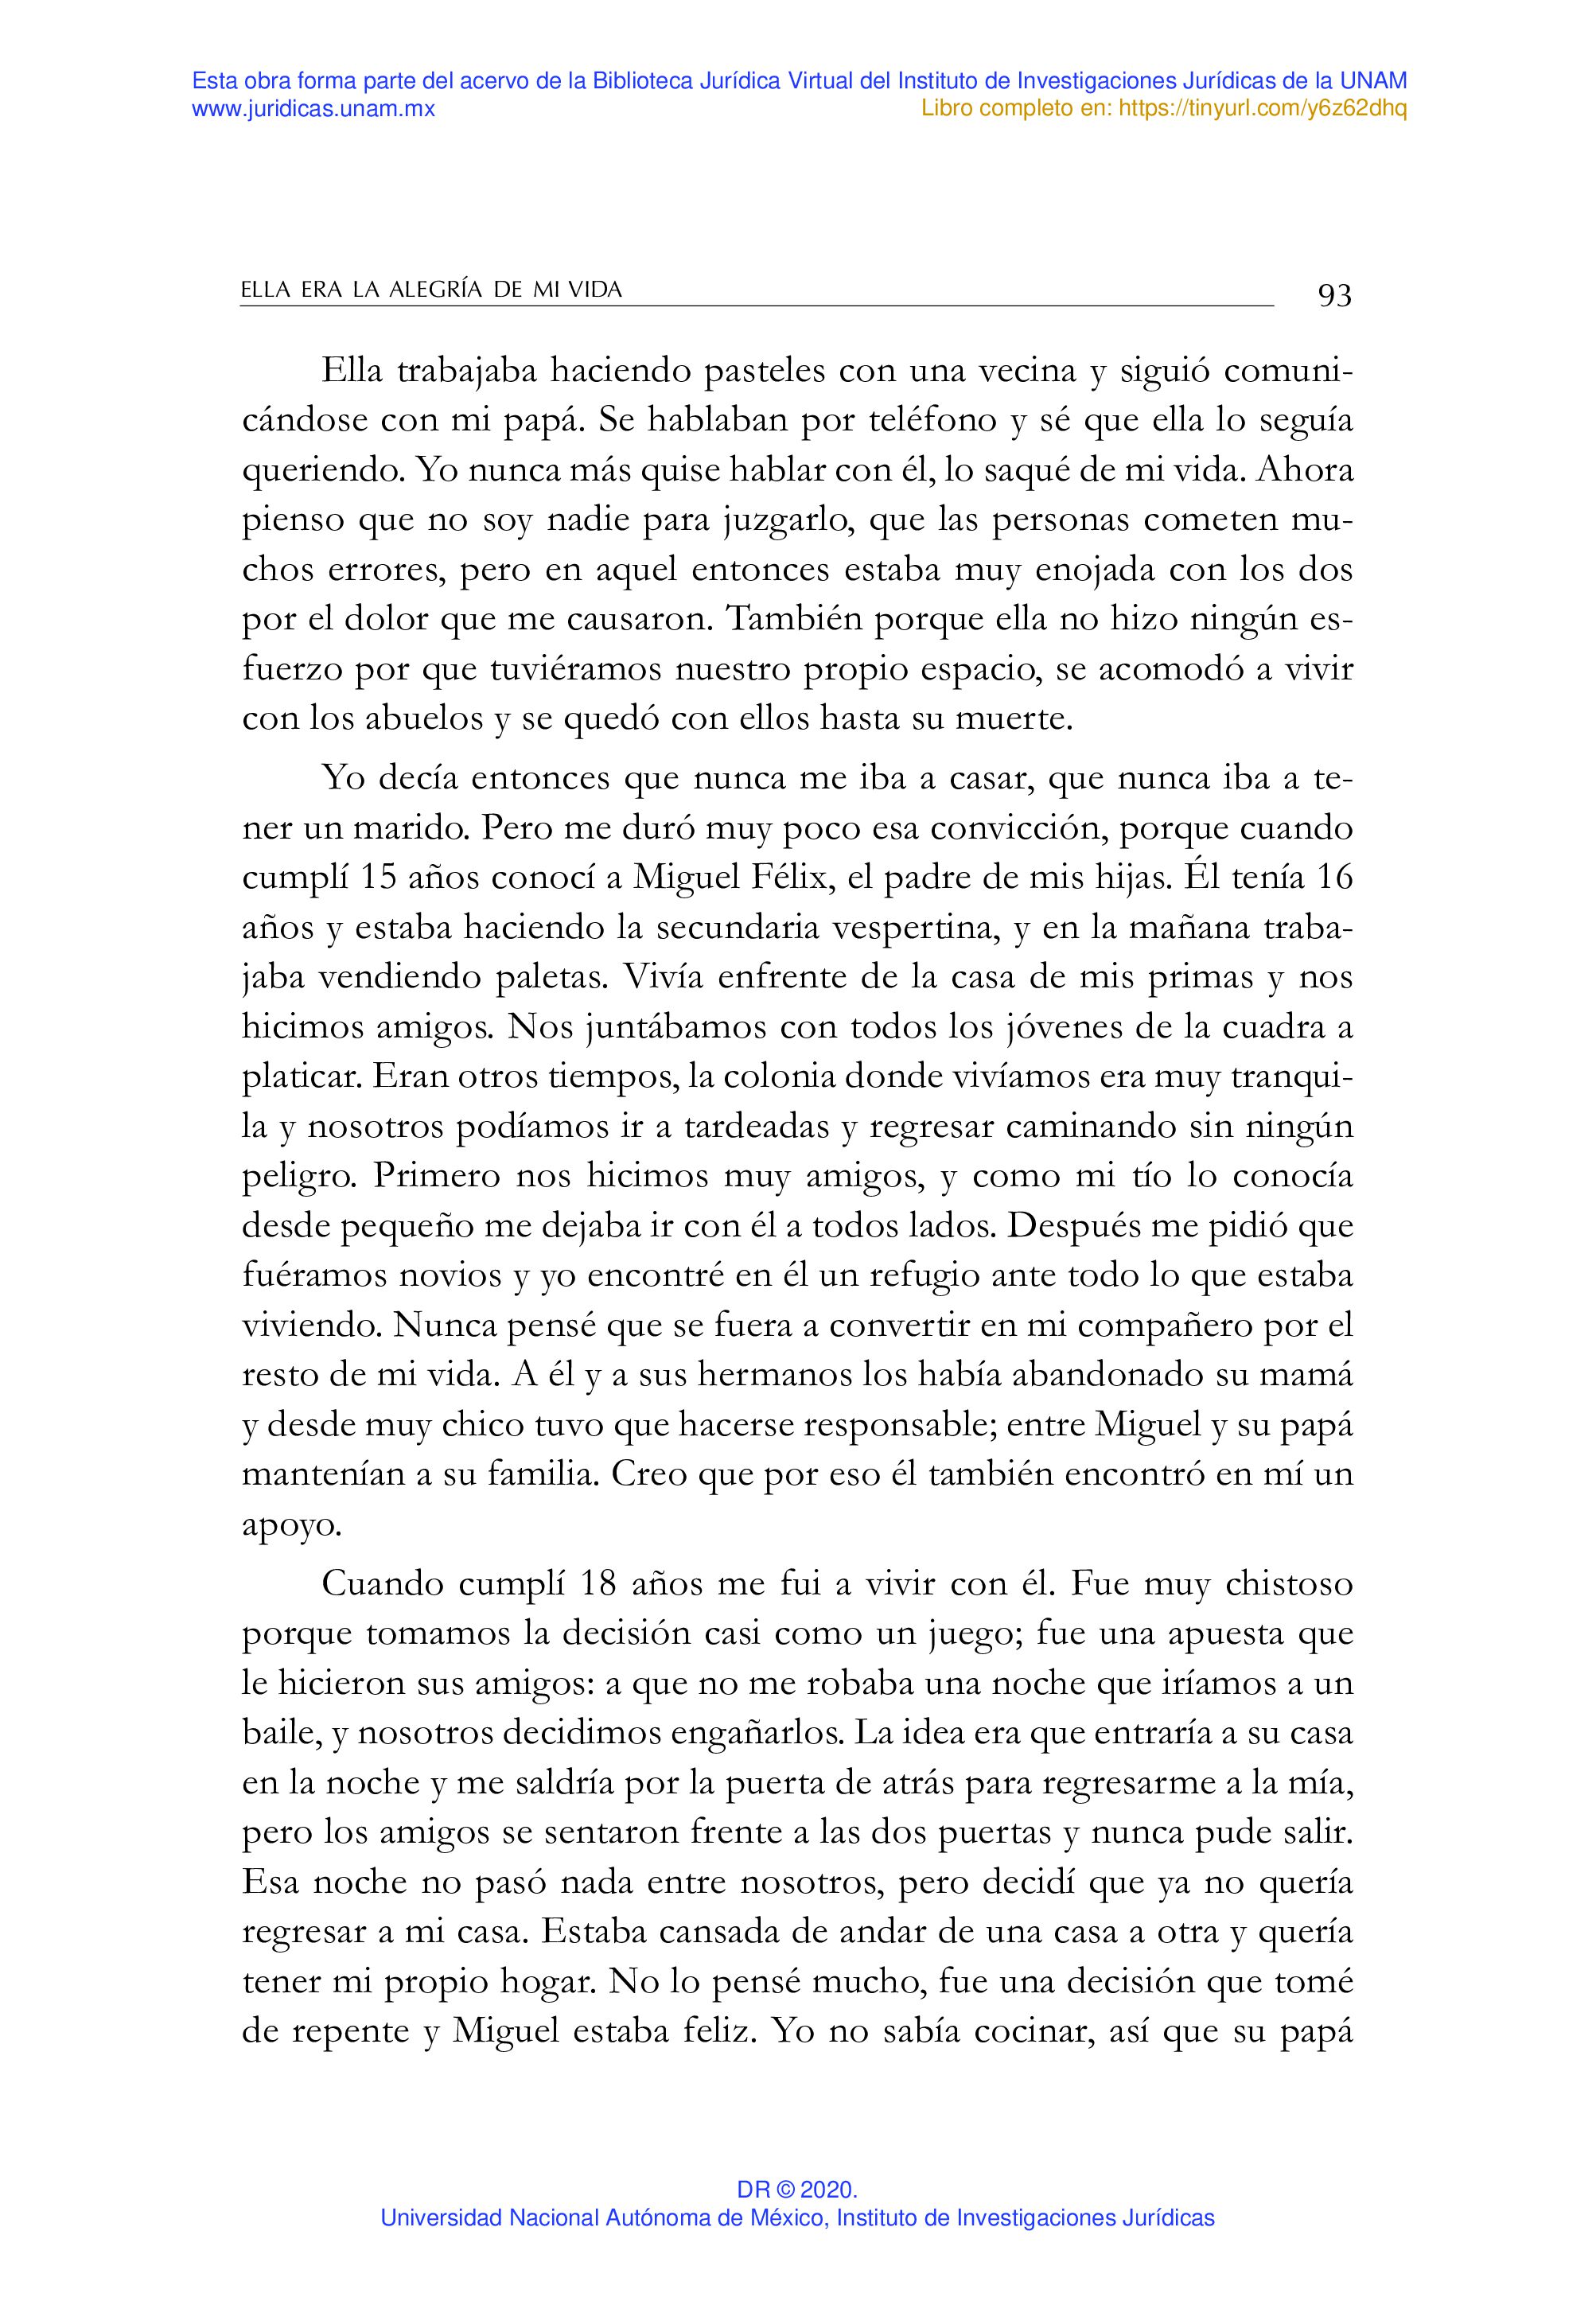 Esta obra forma parte del acervo de la Biblioteca Jurídica Virtual del Instituto de Investigaciones Jurídicas de la UNAM
www.juridicas.unam.mx
Libro completo en: https://tinyurl.com/y6z62dhq
ELLA ERA LA ALEGRÍA DE MI VIDA
93
Ella trabajaba haciendo pasteles con una vecina y siguió comuni-
cándose con mi papá. Se hablaban por teléfono y sé que ella lo seguía
queriendo. Yo nunca más quise hablar con él, lo saqué de mi vida. Ahora
pienso que no soy nadie para juzgarlo, que las personas cometen mu-
chos errores, pero en aquel entonces estaba muy enojada con los dos
por el dolor que me causaron. También porque ella no hizo ningún es-
fuerzo por que tuviéramos nuestro propio espacio, se acomodó a vivir
con los abuelos y se quedó con ellos hasta su muerte.
Yo decía entonces que nunca me iba a casar, que nunca iba a te-
ner un marido. Pero me duró muy poco esa convicción, porque cuando
cumplí 15 años conocí a Miguel Félix, el padre de mis hijas. Él tenía 16
años y estaba haciendo la secundaria vespertina, y en la mañana traba-
jaba vendiendo paletas. Vivía enfrente de la casa de mis primas y nos
hicimos amigos. Nos juntábamos con todos los jóvenes de la cuadra a
platicar. Eran otros tiempos, la colonia donde vivíamos era muy tranqui-
la y nosotros podíamos ir a tardeadas y regresar caminando sin ningún
peligro. Primero nos hicimos muy amigos, y como mi tío lo conocía
desde pequeño me dejaba ir con él a todos lados. Después me pidió que
fuéramos novios y yo encontré en él un refugio ante todo lo que estaba
viviendo. Nunca pensé que se fuera a convertir en mi compañero por el
resto de mi vida. A él y a sus hermanos los había abandonado su mamá
y desde muy chico tuvo que hacerse responsable; entre Miguel y su papá
mantenían a su familia. Creo que por eso él también encontró en mí un
apoyo.
Cuando cumplí 18 años me fui a vivir con él. Fue muy chistoso
porque tomamos la decisión casi como un juego; fue una apuesta que
le hicieron sus amigos: a que no me robaba una noche que iríamos a un
baile, y nosotros decidimos engañarlos. La idea era que entraría a su casa
en la noche y me saldría por la puerta de atrás para regresarme a la mía,
pero los amigos se sentaron frente a las dos puertas y nunca pude salir.
Esa noche no pasó nada entre nosotros, pero decidí que ya no quería
regresar a mi casa. Estaba cansada de andar de una casa a otra y quería
tener mi propio hogar. No lo pensé mucho, fue una decisión que tomé
de repente y Miguel estaba feliz. Yo no sabía cocinar, así que su papá
DR © 2020.
Universidad Nacional Autónoma de México, Instituto de Investigaciones Jurídicas